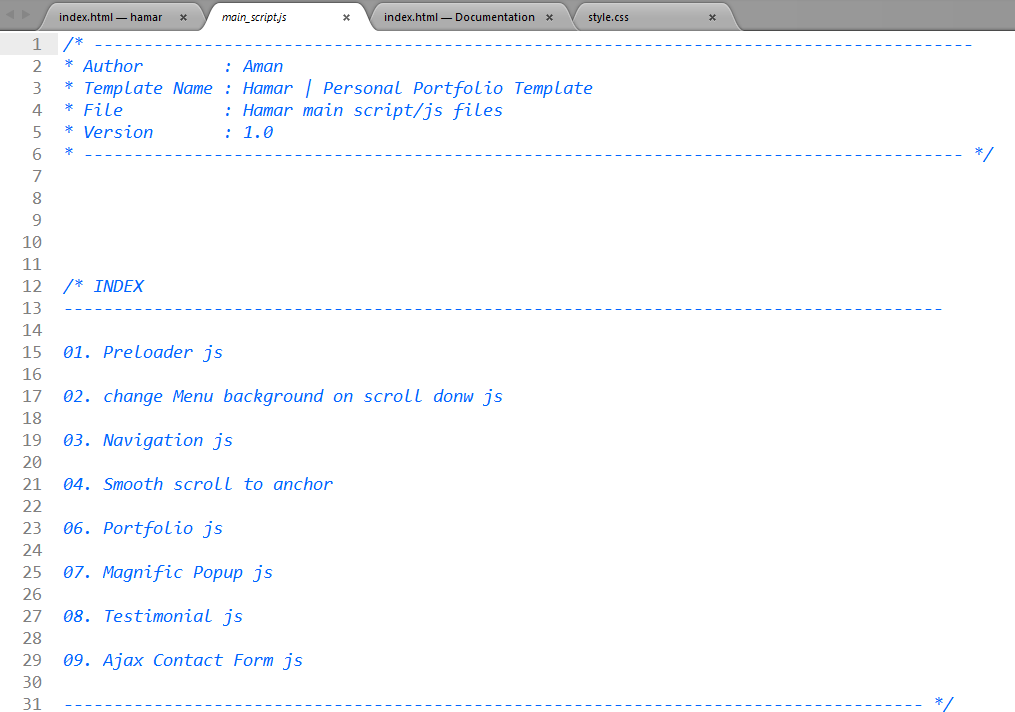 index.html — hamar × main_script.js × index.html — Documentation × style.css ×
1 /* ----------------------------------------------------------------------------------------
2 * Author        : Aman
3 * Template Name : Hamar | Personal Portfolio Template
4 * File          : Hamar main script/js files
5 * Version       : 1.0
6 * ---------------------------------------------------------------------------------------- */
7
8
9
10
11
12 /* INDEX
13 ----------------------------------------------------------------------------------------
14
15 01. Preloader js
16
17 02. change Menu background on scroll donw js
18
19 03. Navigation js
20
21 04. Smooth scroll to anchor
22
23 06. Portfolio js
24
25 07. Magnific Popup js
26
27 08. Testimonial js
28
29 09. Ajax Contact Form js
30
31 -------------------------------------------------------------------------------------- */